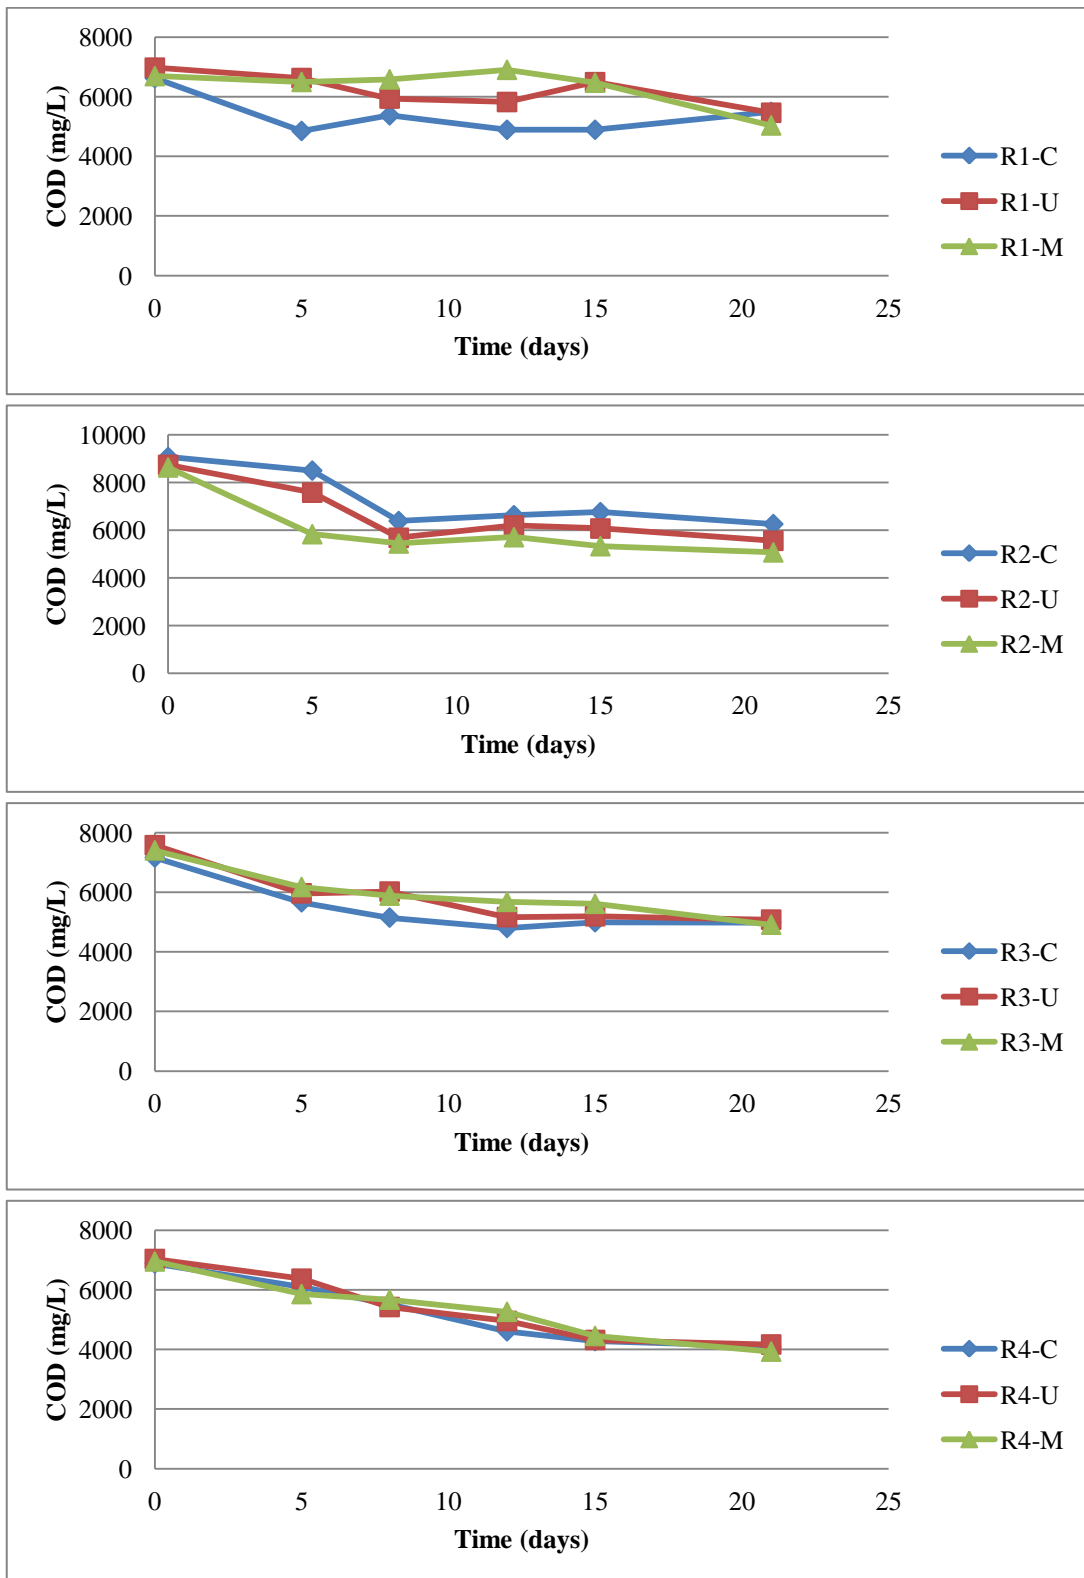 8000
6000
4000
2000
0
COD (mg/L)
0 5 10 15 20 25
Time (days)
R1-C
R1-U
R1-M
10000
8000
6000
4000
2000
0
COD (mg/L)
0 5 10 15 20 25
Time (days)
R2-C
R2-U
R2-M
8000
6000
4000
2000
0
COD (mg/L)
0 5 10 15 20 25
Time (days)
R3-C
R3-U
R3-M
8000
6000
4000
2000
0
COD (mg/L)
0 5 10 15 20 25
Time (days)
R4-C
R4-U
R4-M